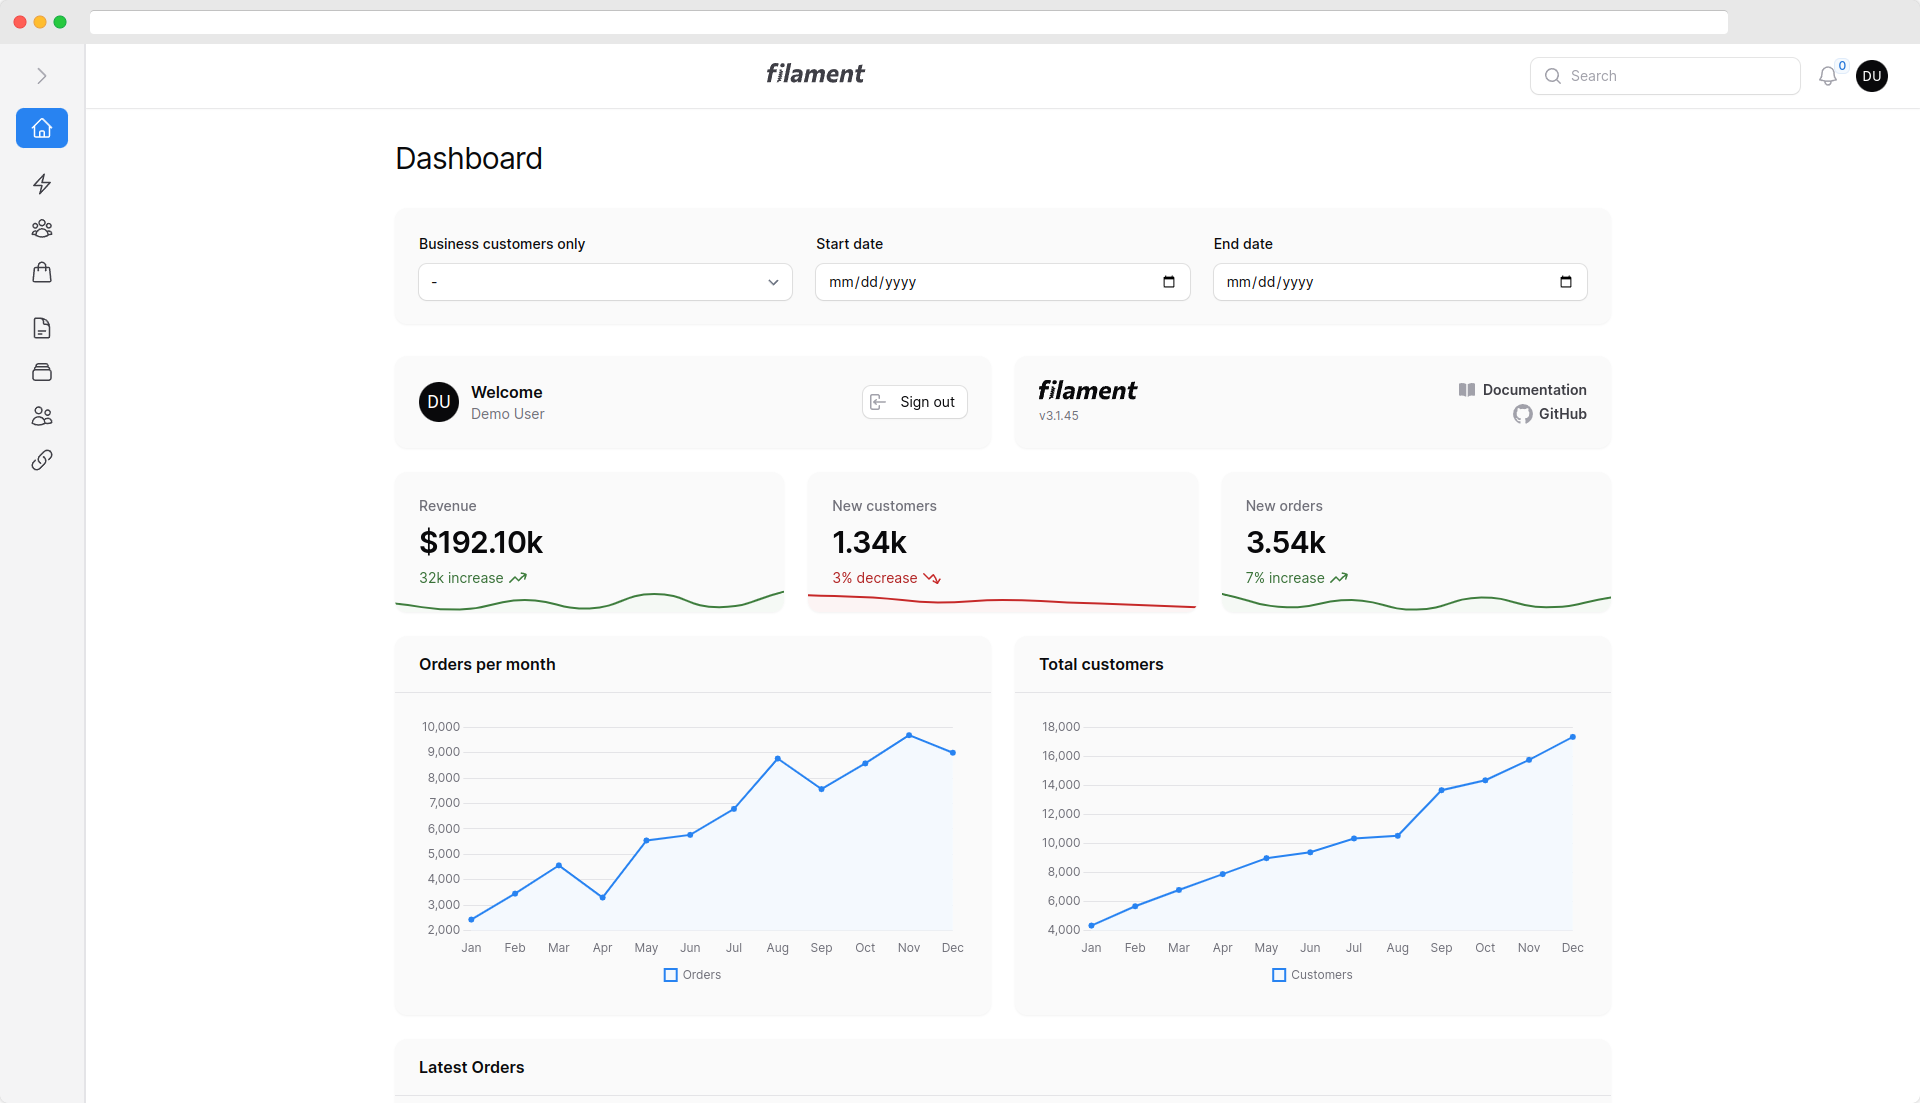 filament
Search
0
DU
Dashboard
Business customers only
Start date
End date
-
mm/dd/yyyy
mm/dd/yyyy
DU
Welcome
Demo User
Sign out
filament
v3.1.45
Documentation
GitHub
Revenue
$192.10k
32k increase
New customers
1.34k
3% decrease
New orders
3.54k
7% increase
Orders per month
10,000
9,000
8,000
7,000
6,000
5,000
4,000
3,000
2,000
Jan Feb Mar Apr May Jun Jul Aug Sep Oct Nov Dec
Orders
Total customers
18,000
16,000
14,000
12,000
10,000
8,000
6,000
4,000
Jan Feb Mar Apr May Jun Jul Aug Sep Oct Nov Dec
Customers
Latest Orders